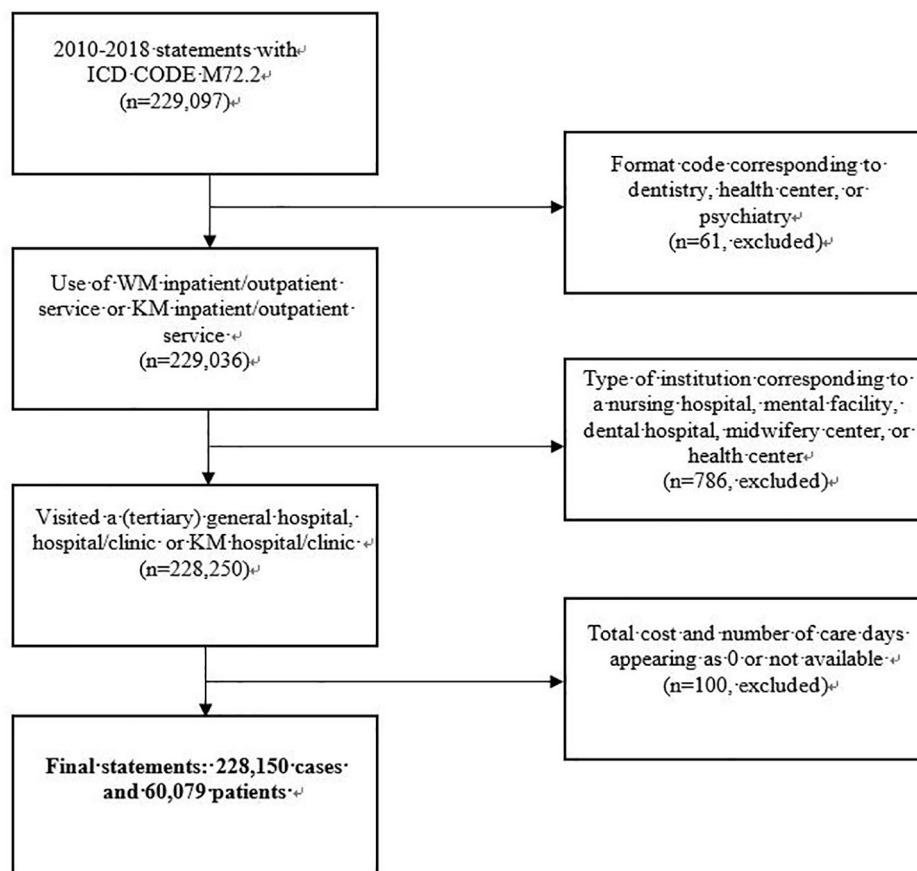 2010-2018·statements·with↵
ICD·CODE·M72.2
(n=229,097)↵
Format·code·corresponding·to·
dentistry,·health·center,·or·
psychiatry↵
(n=61,·excluded)↵
Use·of·WM·inpatient/outpatient·
service·or·KM·inpatient/outpatient·
service·↵
(n=229,036)↵
Type·of·institution·corresponding·to·
a·nursing·hospital,·mental·facility,·
dental·hospital,·midwifery·center,·or·
health·center↵
(n=786,·excluded)↵
Visited·a·(tertiary)·general·hospital,·
hospital/clinic·or·KM·hospital/clinic·↵
(n=228,250)↵
Total·cost·and·number·of·care·days·
appearing·as·0·or·not·available↵
(n=100,·excluded)↵
Final·statements:·228,150·cases·
and·60,079·patients·↵